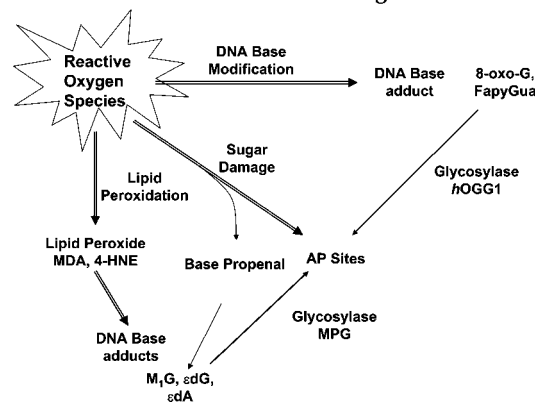 Reactive
Oxygen
Species
DNA Base
Modification
DNA Base
adduct
8-oxo-G,
FapyGua
Sugar
Damage
Lipid
Peroxidation
Glycosylase
hOGG1
Lipid Peroxide
MDA, 4-HNE
Base Propenal
AP Sites
Glycosylase
MPG
DNA Base
adducts
M₁G, εdG,
εdA